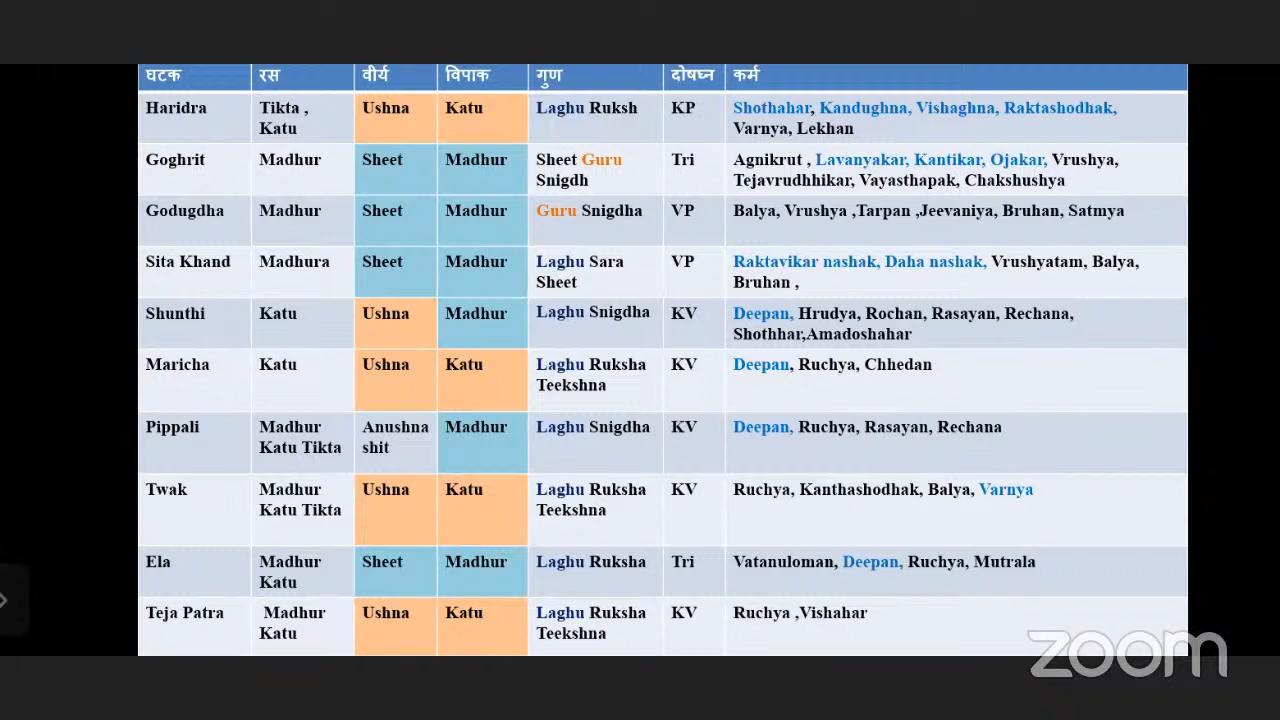 घटक रस वीर्य विपाक गुण दोषघ्न कर्म
Haridra Tikta , Ushna Katu Laghu Ruksh KP Shothahar, Kandughna, Vishaghna, Raktashodhak,
Katu Varnya, Lekhan
Goghrit Madhur Sheet Madhur Sheet Guru Tri Agnikrut , Lavanyakar, Kantikar, Ojakar, Vrushya,
Snigdh Tejavrudhhikar, Vayasthapak, Chakshushya
Godugdha Madhur Sheet Madhur Guru Snigdha VP Balya, Vrushya ,Tarpan ,Jeevaniya, Bruhan, Satmya
Sita Khand Madhura Sheet Madhur Laghu Sara VP Raktavikar nashak, Daha nashak, Vrushyatam, Balya,
Sheet Bruhan ,
Shunthi Katu Ushna Madhur Laghu Snigdha KV Deepan, Hrudya, Rochan, Rasayan, Rechana,
Shothhar,Amadoshahar
Maricha Katu Ushna Katu Laghu Ruksha KV Deepan, Ruchya, Chhedan
Teekshna
Pippali Madhur Anushna Madhur Laghu Snigdha KV Deepan, Ruchya, Rasayan, Rechana
Katu Tikta shit
Twak Madhur Ushna Katu Laghu Ruksha KV Ruchya, Kanthashodhak, Balya, Varnya
Katu Tikta Teekshna
Ela Madhur Sheet Madhur Laghu Ruksha Tri Vatanuloman, Deepan, Ruchya, Mutrala
Katu
Teja Patra Madhur Ushna Katu Laghu Ruksha KV Ruchya ,Vishahar
Katu Teekshna
zoom